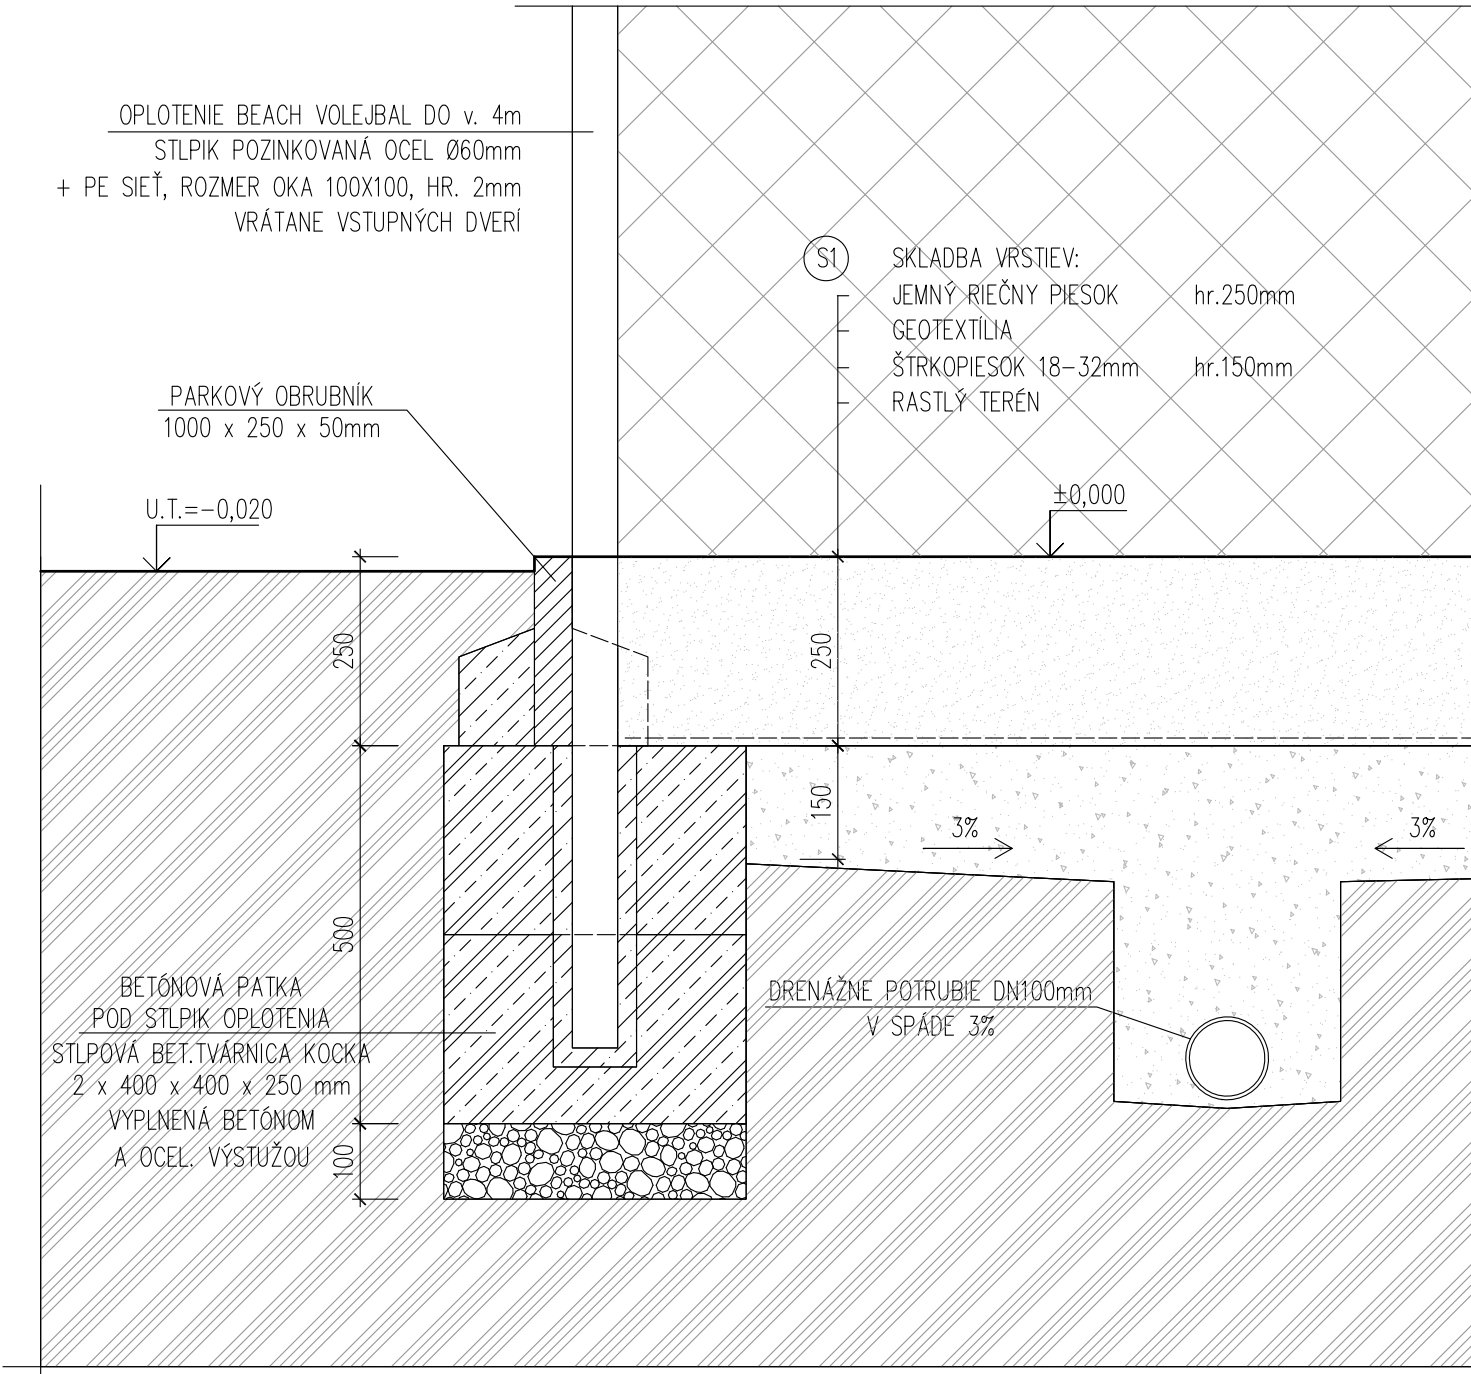 OPLOTENIE BEACH VOLEJBAL DO v. 4m
STLPIK POZINKOVANÁ OCEL Ø60mm
+ PE SIEŤ, ROZMER OKA 100X100, HR. 2mm
VRÁTANE VSTUPNÝCH DVERÍ
S1 SKLADBA VRSTIEV:
JEMNÝ RIEČNY PIESOK hr.250mm
GEOTEXTÍLIA
ŠTRKOPIESOK 18-32mm hr.150mm
RASTLÝ TERÉN
PARKOVÝ OBRUBNÍK
1000 x 250 x 50mm
U.T.=-0,020
±0,000
250
250
150
3%
3%
500
BETÓNOVÁ PATKA
POD STLPIK OPLOTENIA
STLPOVÁ BET.TVÁRNICA KOCKA
2 x 400 x 400 x 250 mm
VYPLNENÁ BETÓNOM
A OCEL. VÝSTUŽOU
100
DRENÁŽNE POTRUBIE DN100mm
V SPÁDE 3%